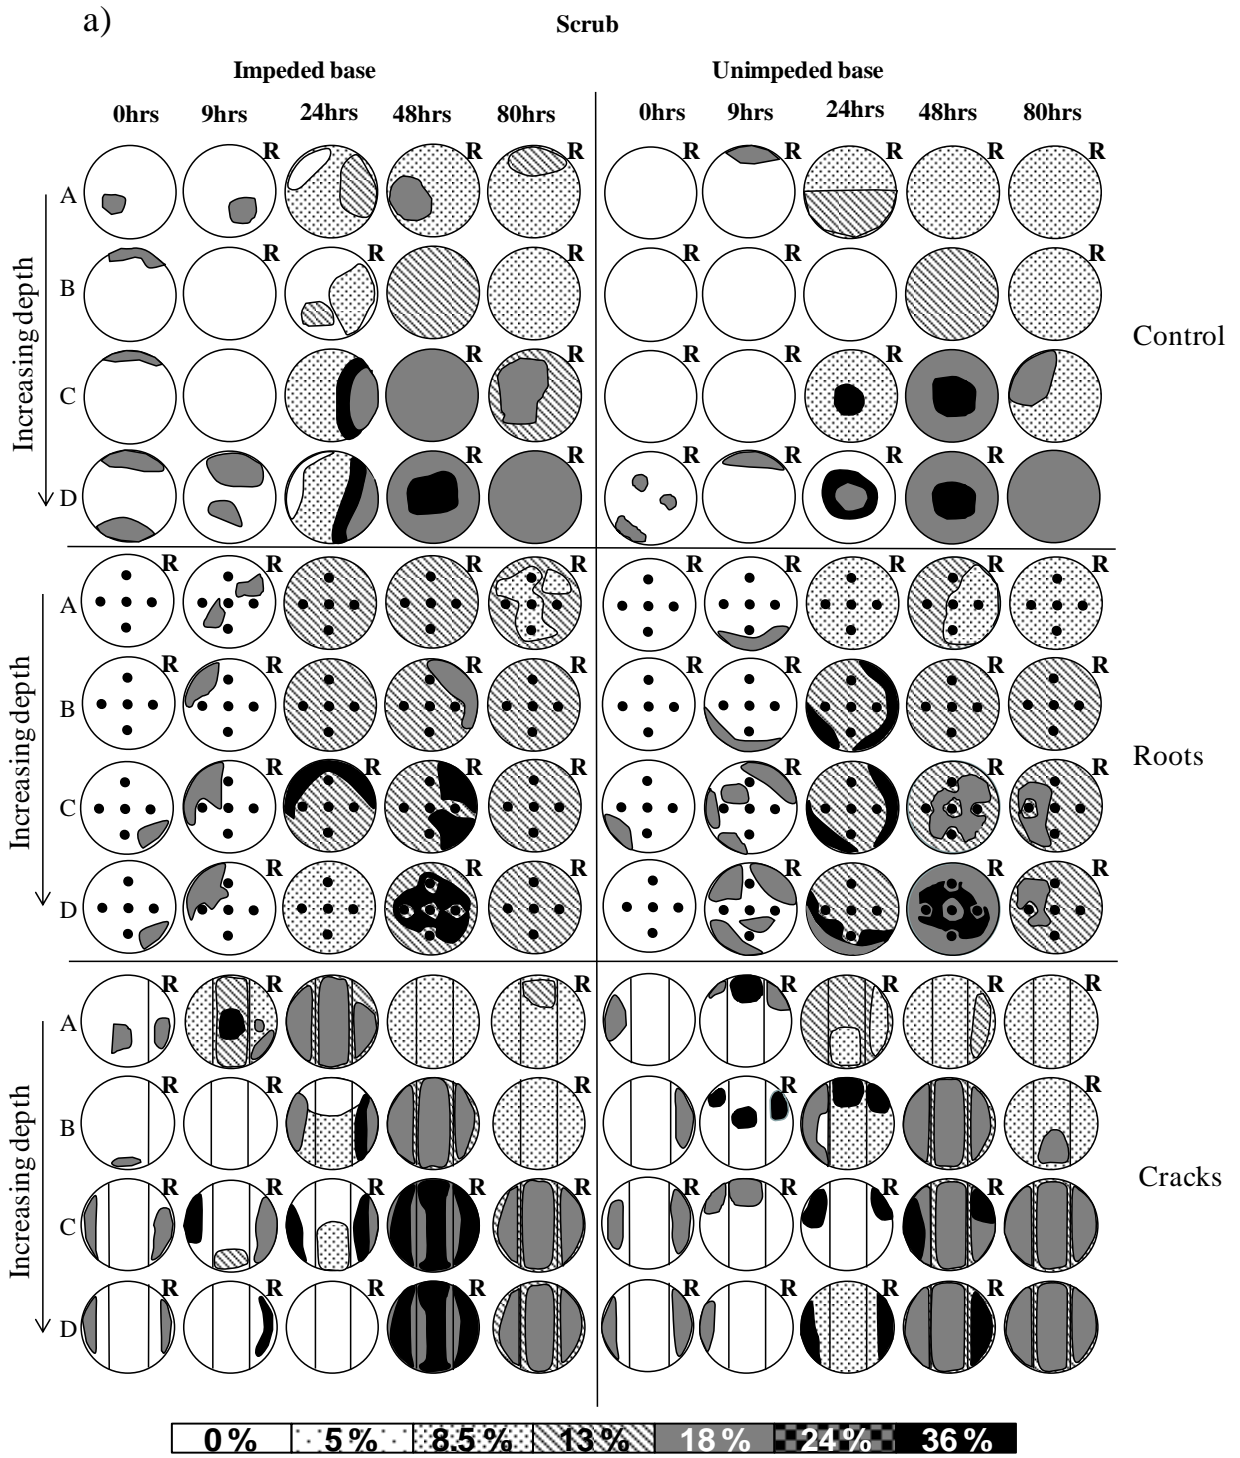 a)
Scrub
Impeded base Unimpeded base
0hrs 9hrs 24hrs 48hrs 80hrs 0hrs 9hrs 24hrs 48hrs 80hrs
R R R R R R R R R
A
R R R R R R
B
R R R R R R R
C
R R R R R R
D
Increasing depth
Control
R R R R R R R R R R
A
R R R R R R R R R R
B
R R R R R R R R
C
R R R R R R R R
D
Increasing depth
Roots
R R R R R R R R R R
A
R R R R R R R R R R
B
R R R R R R R R R R
C
R R R R R R R R R R
D
Increasing depth
Cracks
0 % 5 % 8.5 % 13 % 18 % 24 % 36 %